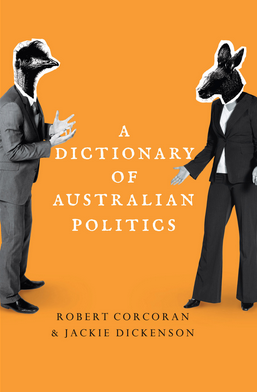 A
DICTIONARY
OF
AUSTRALIAN
POLITICS
ROBERT CORCORAN
& JACKIE DICKENSON